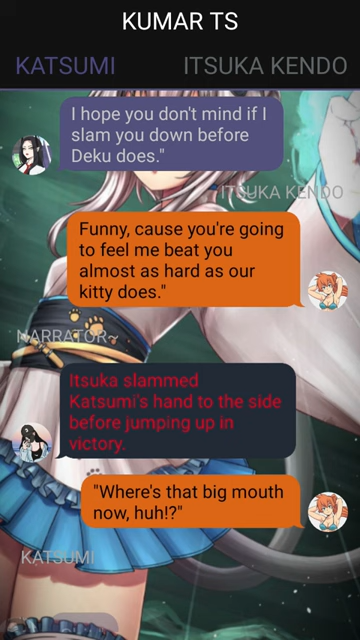 KUMAR TS
KATSUMI
ITSUKA KENDO
I hope you don't mind if I
slam you down before
Deku does."
ITSUKA KENDO
Funny, cause you're going
to feel me beat you
almost as hard as our
kitty does."
NARRATOR
Itsuka slammed
Katsumi's hand to the side
before jumping up in
victory.
"Where's that big mouth
now, huh!?"
KATSUMI